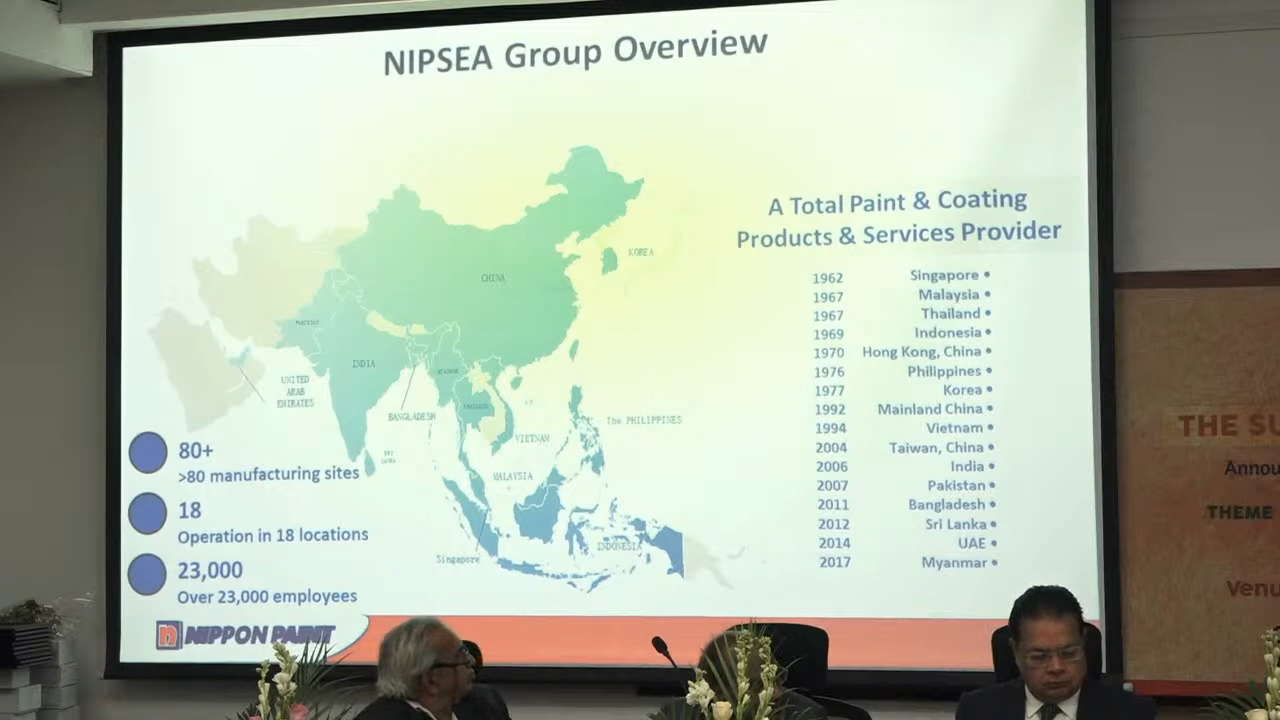 NIPSEA Group Overview
A Total Paint & Coating
Products & Services Provider
1962 Singapore •
1967 Malaysia •
1967 Thailand •
1969 Indonesia •
1970 Hong Kong, China •
1976 Philippines •
1977 Korea •
1992 Mainland China •
1994 Vietnam •
2004 Taiwan, China •
2006 India •
2007 Pakistan •
2011 Bangladesh •
2012 Sri Lanka •
2014 UAE •
2017 Myanmar •
KOREA
CHINA
PAKISTAN
INDIA
UNITED
ARAB
EMIRATES
BANGLADESH
The PHILIPPINES
VIETNAM
SRI
LANKA
MALAYSIA
INDONESIA
Singapore
80+
>80 manufacturing sites
18
Operation in 18 locations
23,000
Over 23,000 employees
n NIPPON PAINT
THE SU
Annou
THEME
Venu